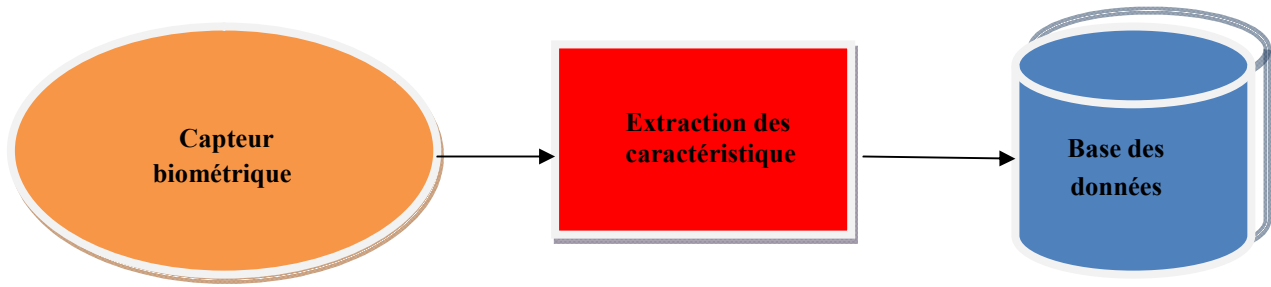 Capteur
biométrique
Extraction des
caractéristique
Base des
données